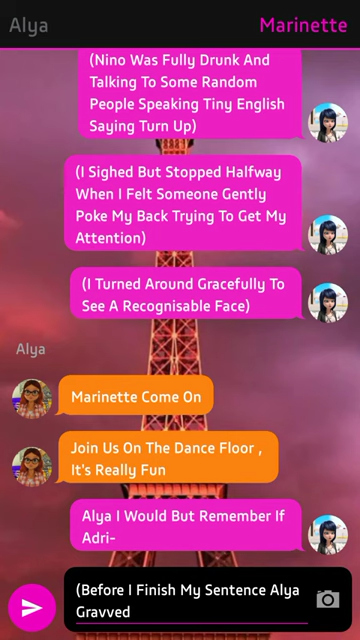 Alya
Marinette
(Nino Was Fully Drunk And
Talking To Some Random
People Speaking Tiny English
Saying Turn Up)
(I Sighed But Stopped Halfway
When I Felt Someone Gently
Poke My Back Trying To Get My
Attention)
(I Turned Around Gracefully To
See A Recognisable Face)
Alya
Marinette Come On
Join Us On The Dance Floor ,
It's Really Fun
Alya I Would But Remember If
Adri-
(Before I Finish My Sentence Alya
Gravved